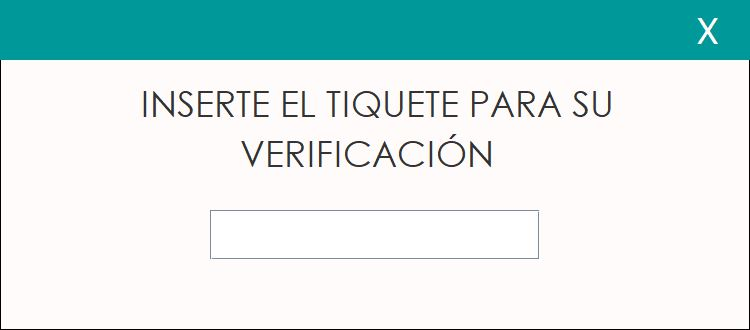 X
INSERTE EL TIQUETE PARA SU
VERIFICACIÓN